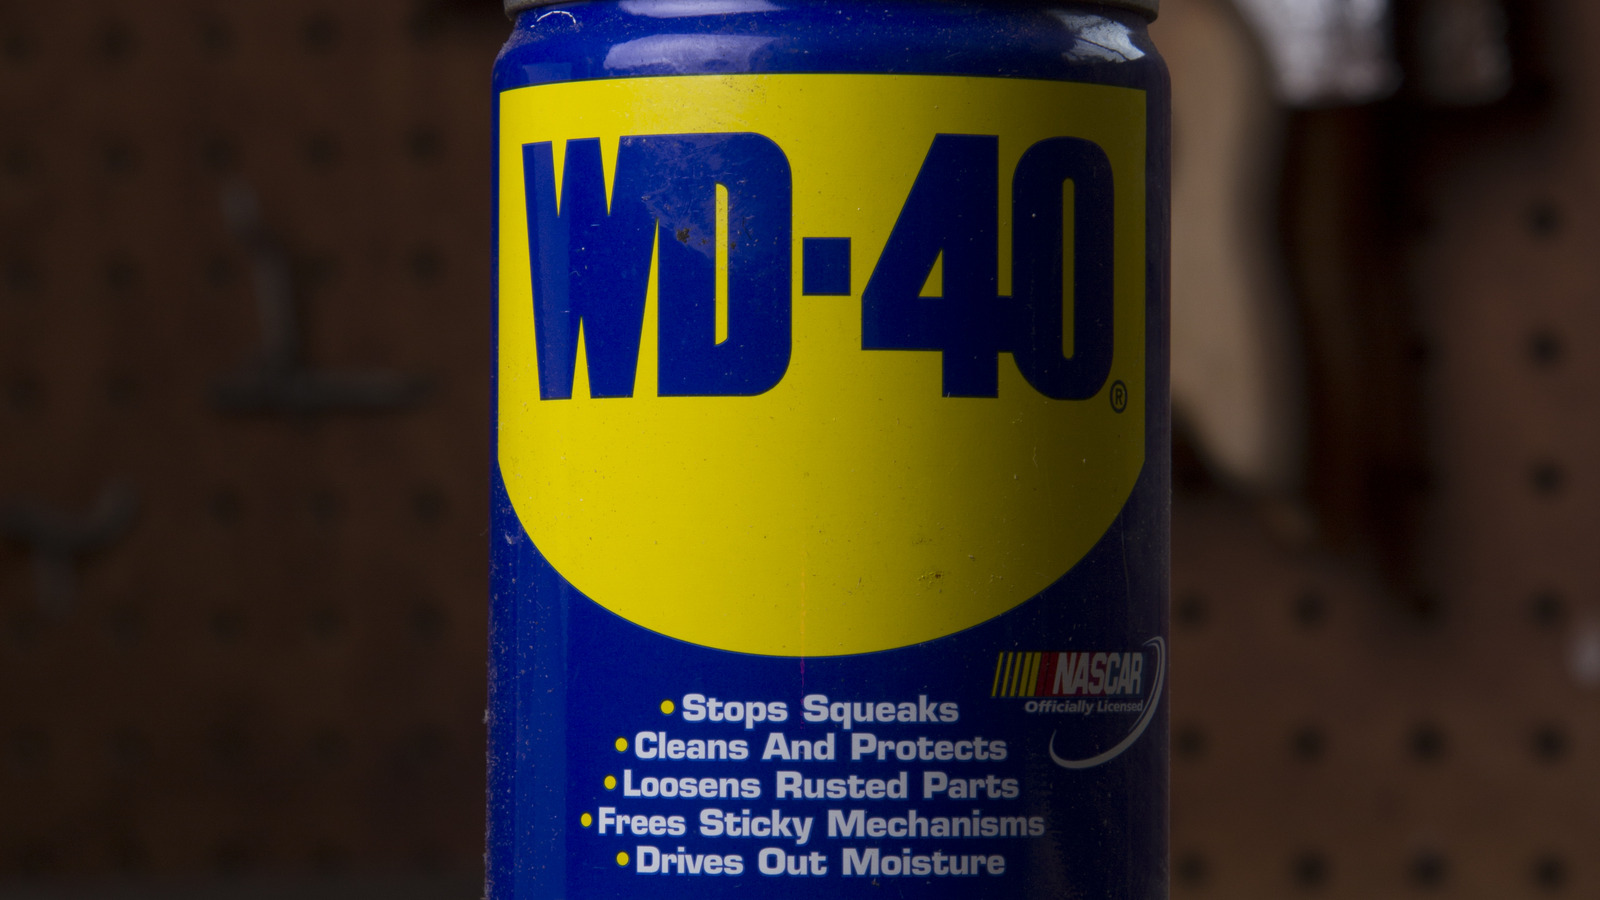 WD-40
®
NASCAR
Officially Licensed
•Stops Squeaks
•Cleans And Protects
•Loosens Rusted Parts
•Frees Sticky Mechanisms
•Drives Out Moisture